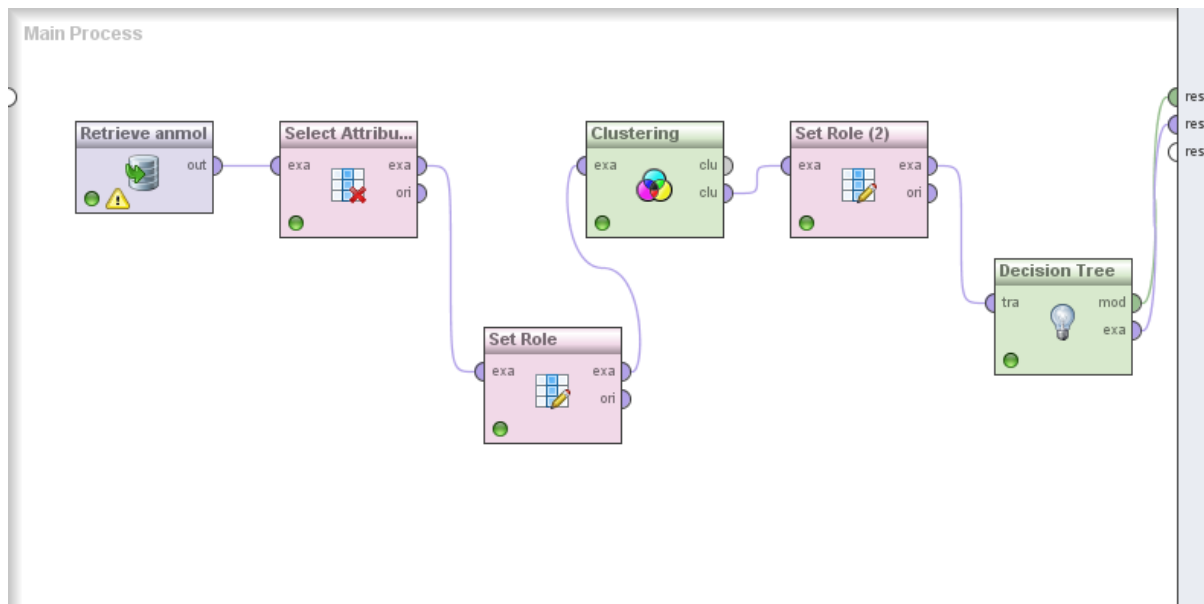 Main Process
res
res
res
Retrieve anmol
out
Select Attribu...
exa
exa
ori
Set Role
exa
exa
ori
Clustering
exa
clu
clu
Set Role (2)
exa
exa
ori
Decision Tree
tra
mod
exa